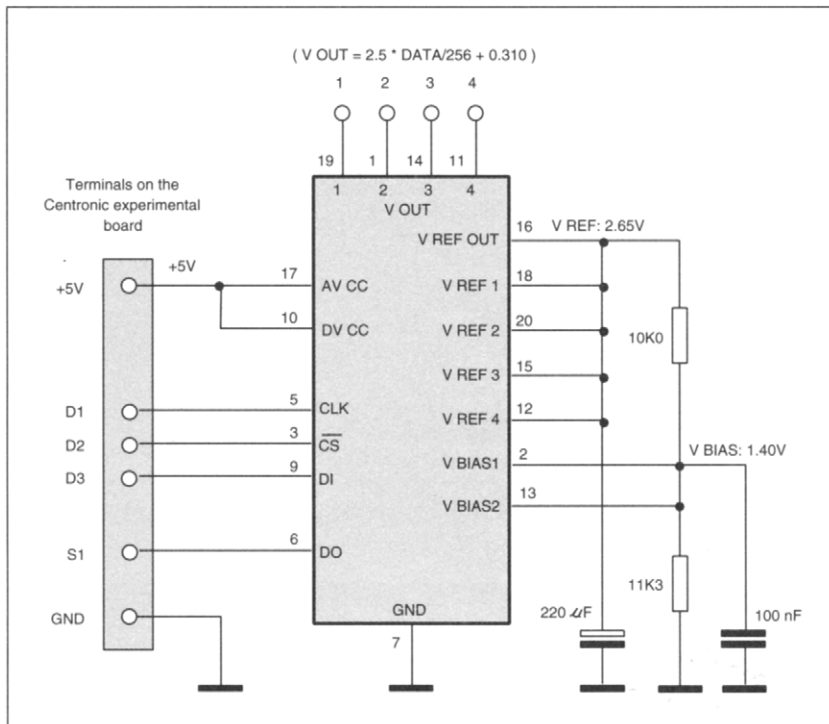 ( V OUT = 2.5 * DATA/256 + 0.310 )
1 2 3 4
19 1 14 11
1 2 3 4
V OUT
Terminals on the
Centronic experimental
board
+5V
+5V
D1
D2
D3
S1
GND
17 AV CC
10 DV CC
5 CLK
3 CS
9 DI
6 DO
V REF OUT 16
V REF: 2.65V
V REF 1 18
V REF 2 20
V REF 3 15
V REF 4 12
V BIAS1 2
V BIAS: 1.40V
V BIAS2 13
10K0
11K3
GND
7
220 µF
100 nF